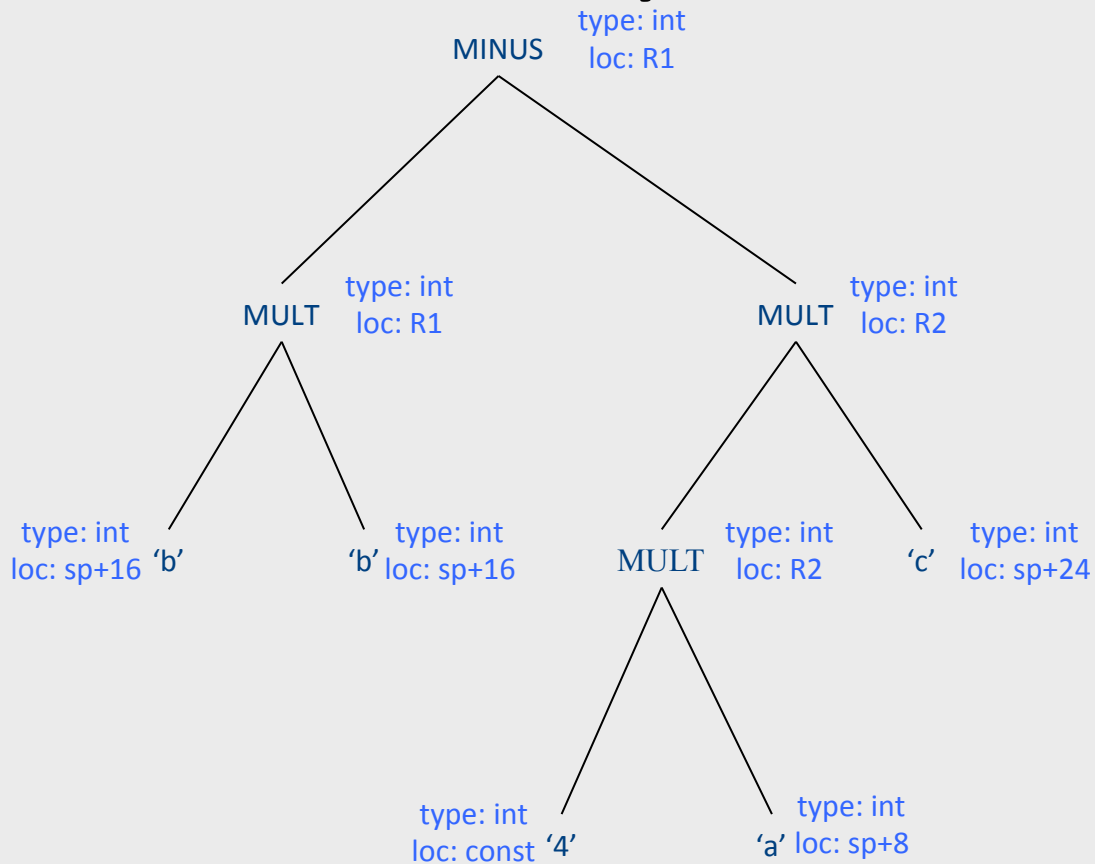 type: int
MINUS
loc: R1
type: int
MULT
loc: R1
type: int
MULT
loc: R2
type: int
loc: sp+16
‘b’
‘b’
type: int
loc: sp+16
MULT
type: int
loc: R2
‘c’
type: int
loc: sp+24
type: int
loc: const
‘4’
‘a’
type: int
loc: sp+8